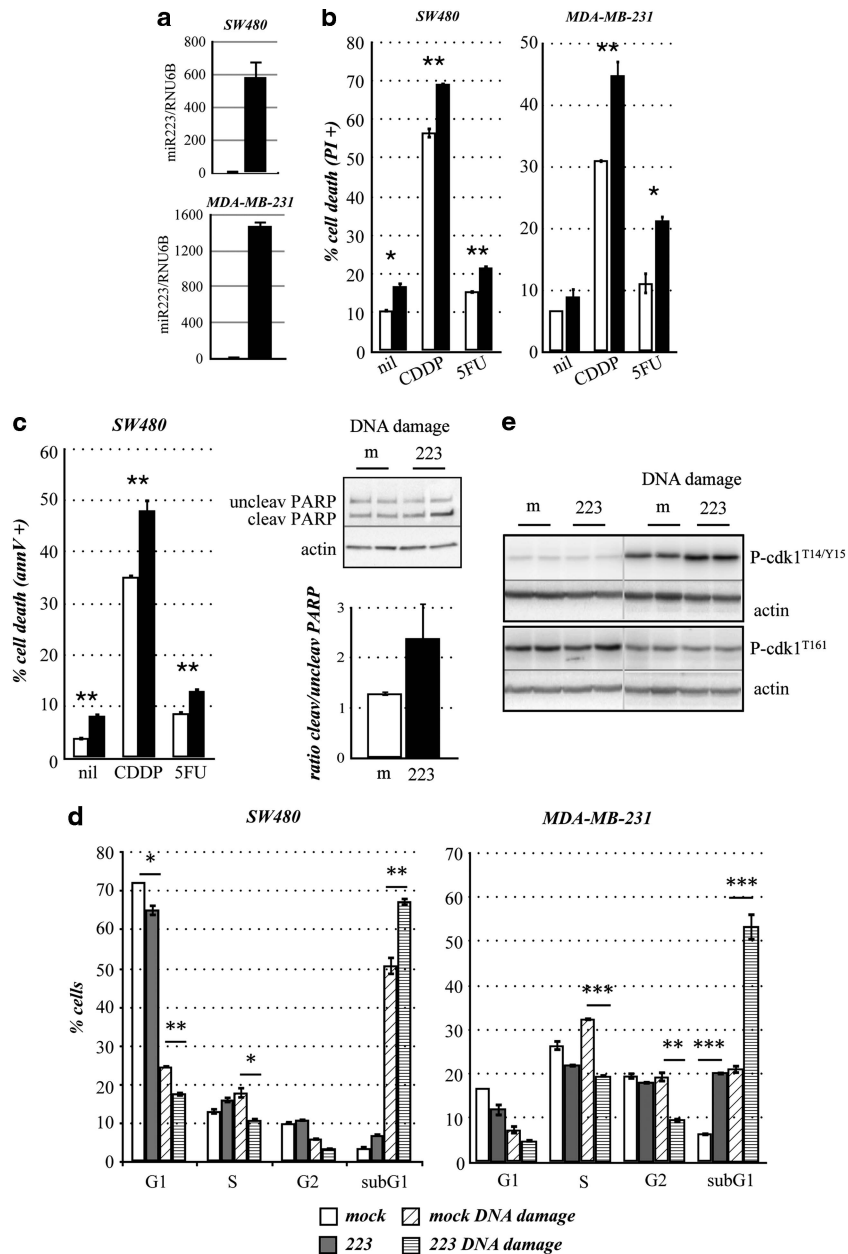 a
SW480
miR223/RNU6B
800
600
400
200
0
MDA-MB-231
miR223/RNU6B
1600
1200
800
400
0
b
SW480
% cell death (PI +)
80
70
60
50
40
30
20
10
0
*
**
**
nil
CDDP
5FU
MDA-MB-231
50
40
30
20
10
0
**
*
nil
CDDP
5FU
c
SW480
% cell death (annV +)
60
50
40
30
20
10
0
**
**
**
nil
CDDP
5FU
DNA damage
m
223
uncleav PARP
cleav PARP
actin
ratio cleav/uncleav PARP
3
2
1
0
m
223
e
DNA damage
m
223
m
223
P-cdk1T14/Y15
actin
P-cdk1T161
actin
d
SW480
% cells
80
70
60
50
40
30
20
10
0
*
**
*
**
G1
S
G2
subG1
MDA-MB-231
70
60
50
40
30
20
10
0
***
**
***
***
G1
S
G2
subG1
mock
mock DNA damage
223
223 DNA damage